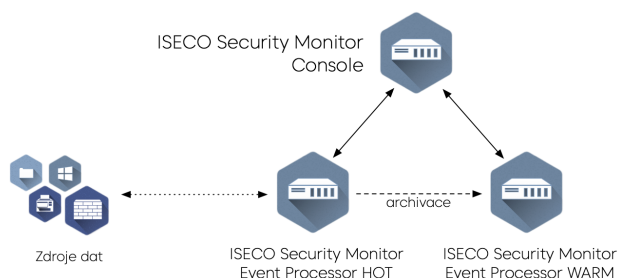 ISECO Security Monitor
Console
archivace
Zdroje dat
ISECO Security Monitor
Event Processor HOT
ISECO Security Monitor
Event Processor WARM